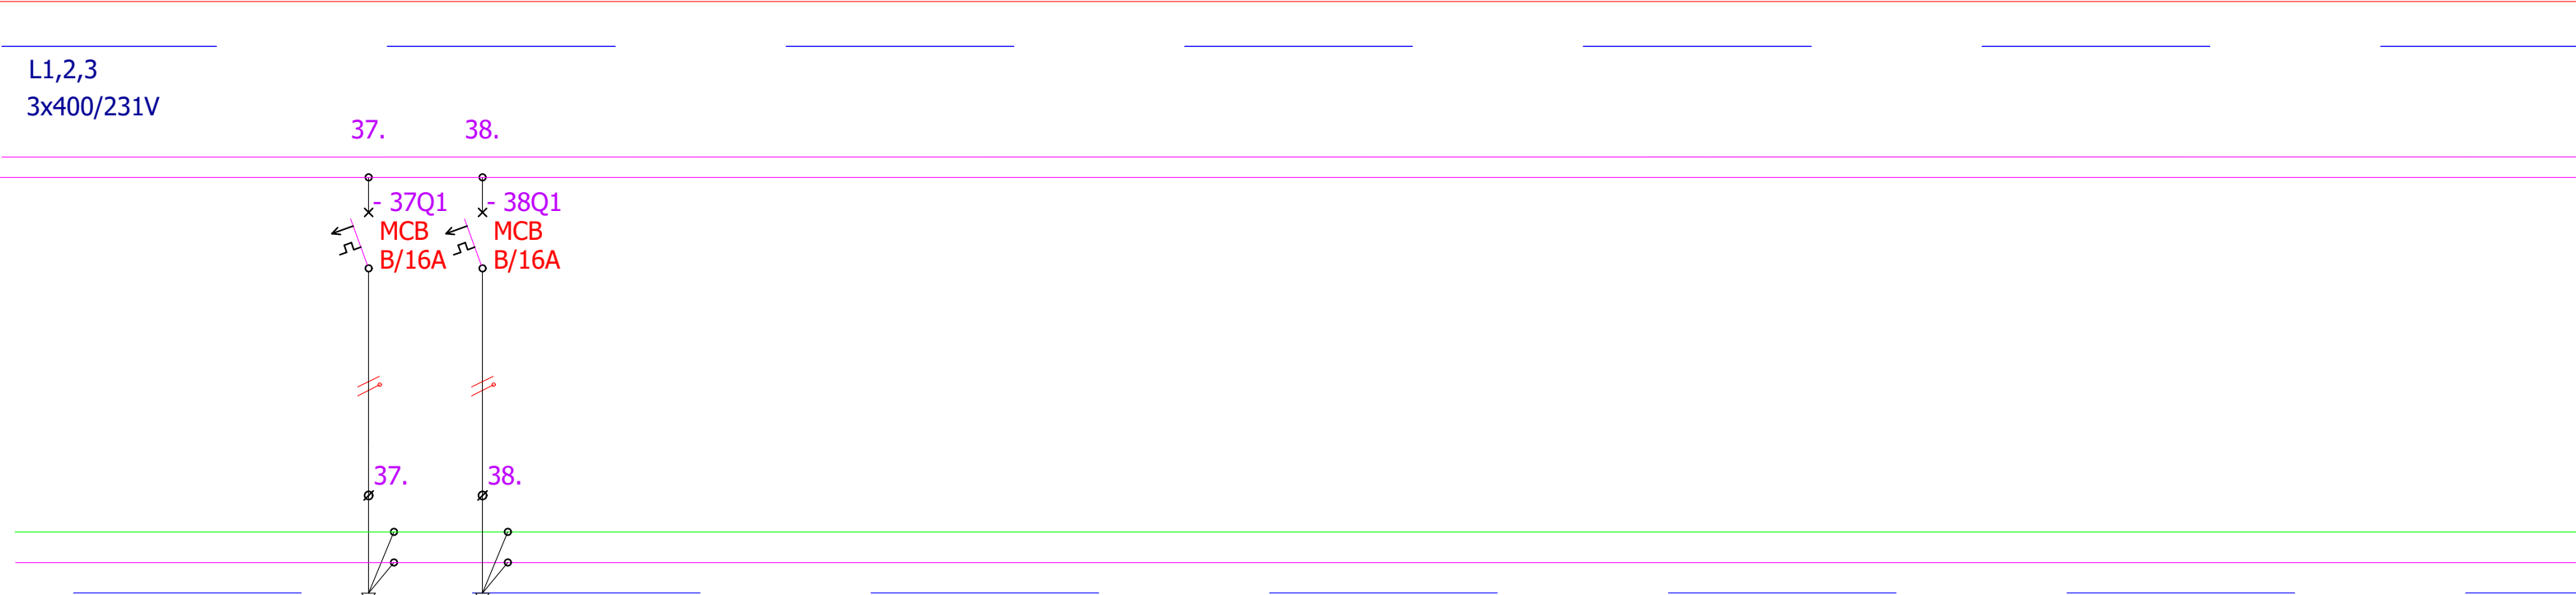 L1,2,3
3x400/231V
37. 38.
- 37Q1 - 38Q1
MCB MCB
B/16A B/16A
37. 38.